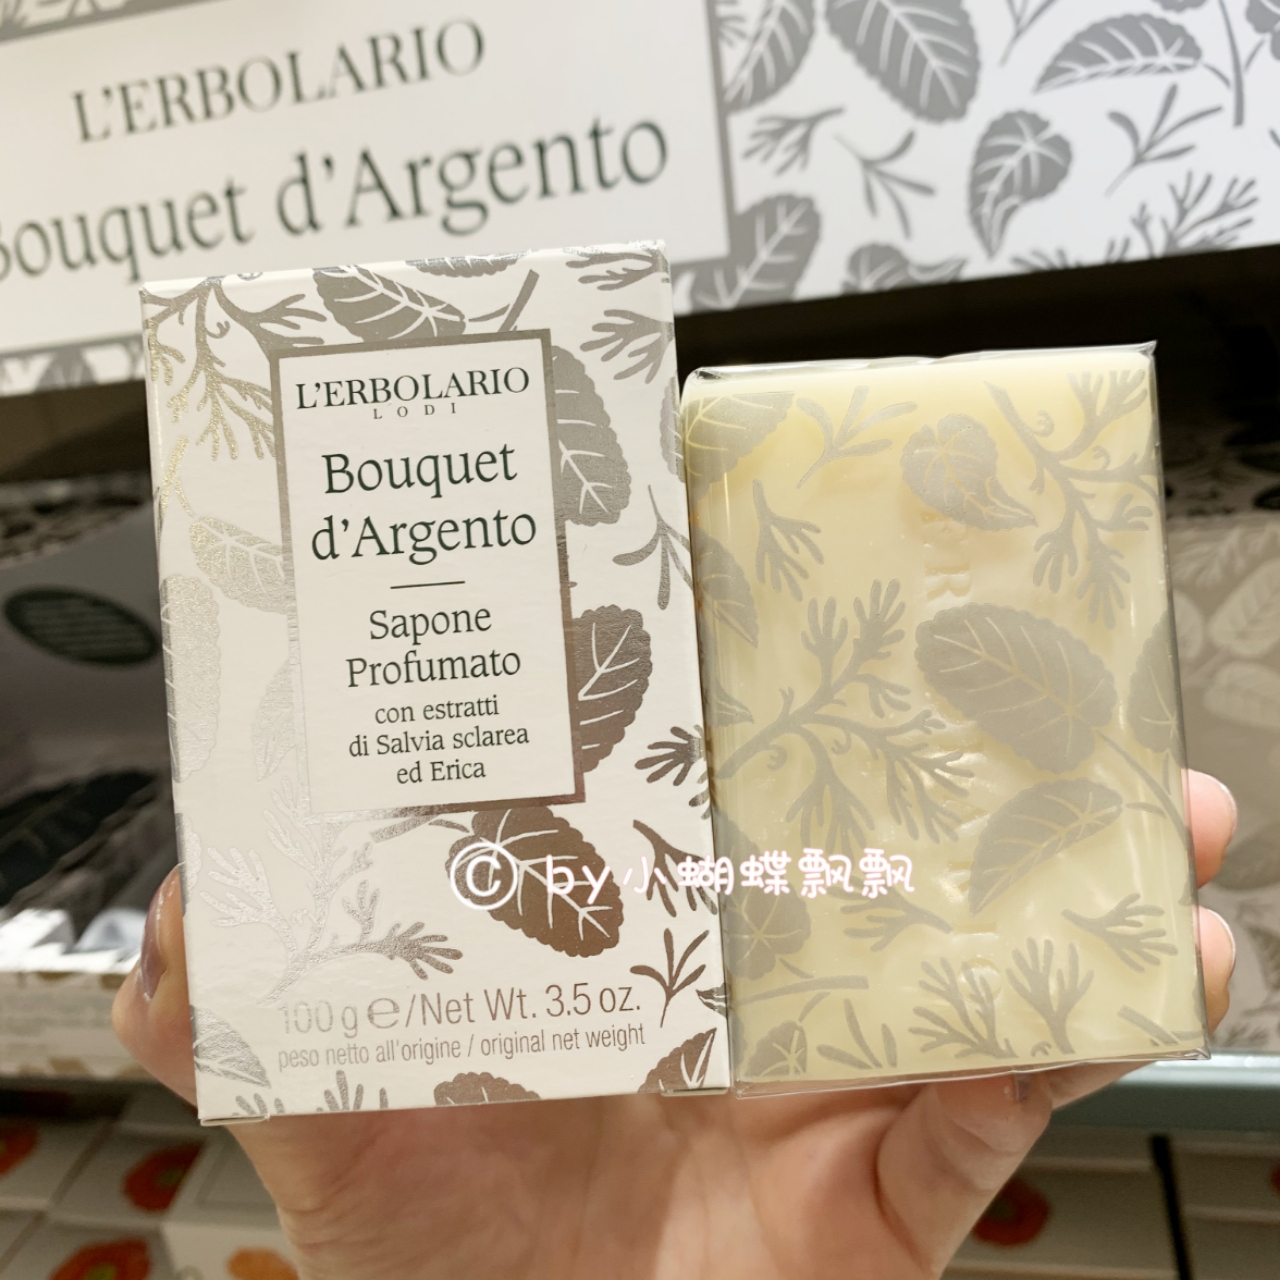 L'ERBOLARIO
Bouquet d'Argento
L'ERBOLARIO
LODI
Bouquet
d'Argento
Sapone
Profumato
con estratti
di Salvia sclarea
ed Erica
© by小蝴蝶飘飘
100 g ℮/Net Wt. 3.5 oz.
peso netto all'origine / original net weight